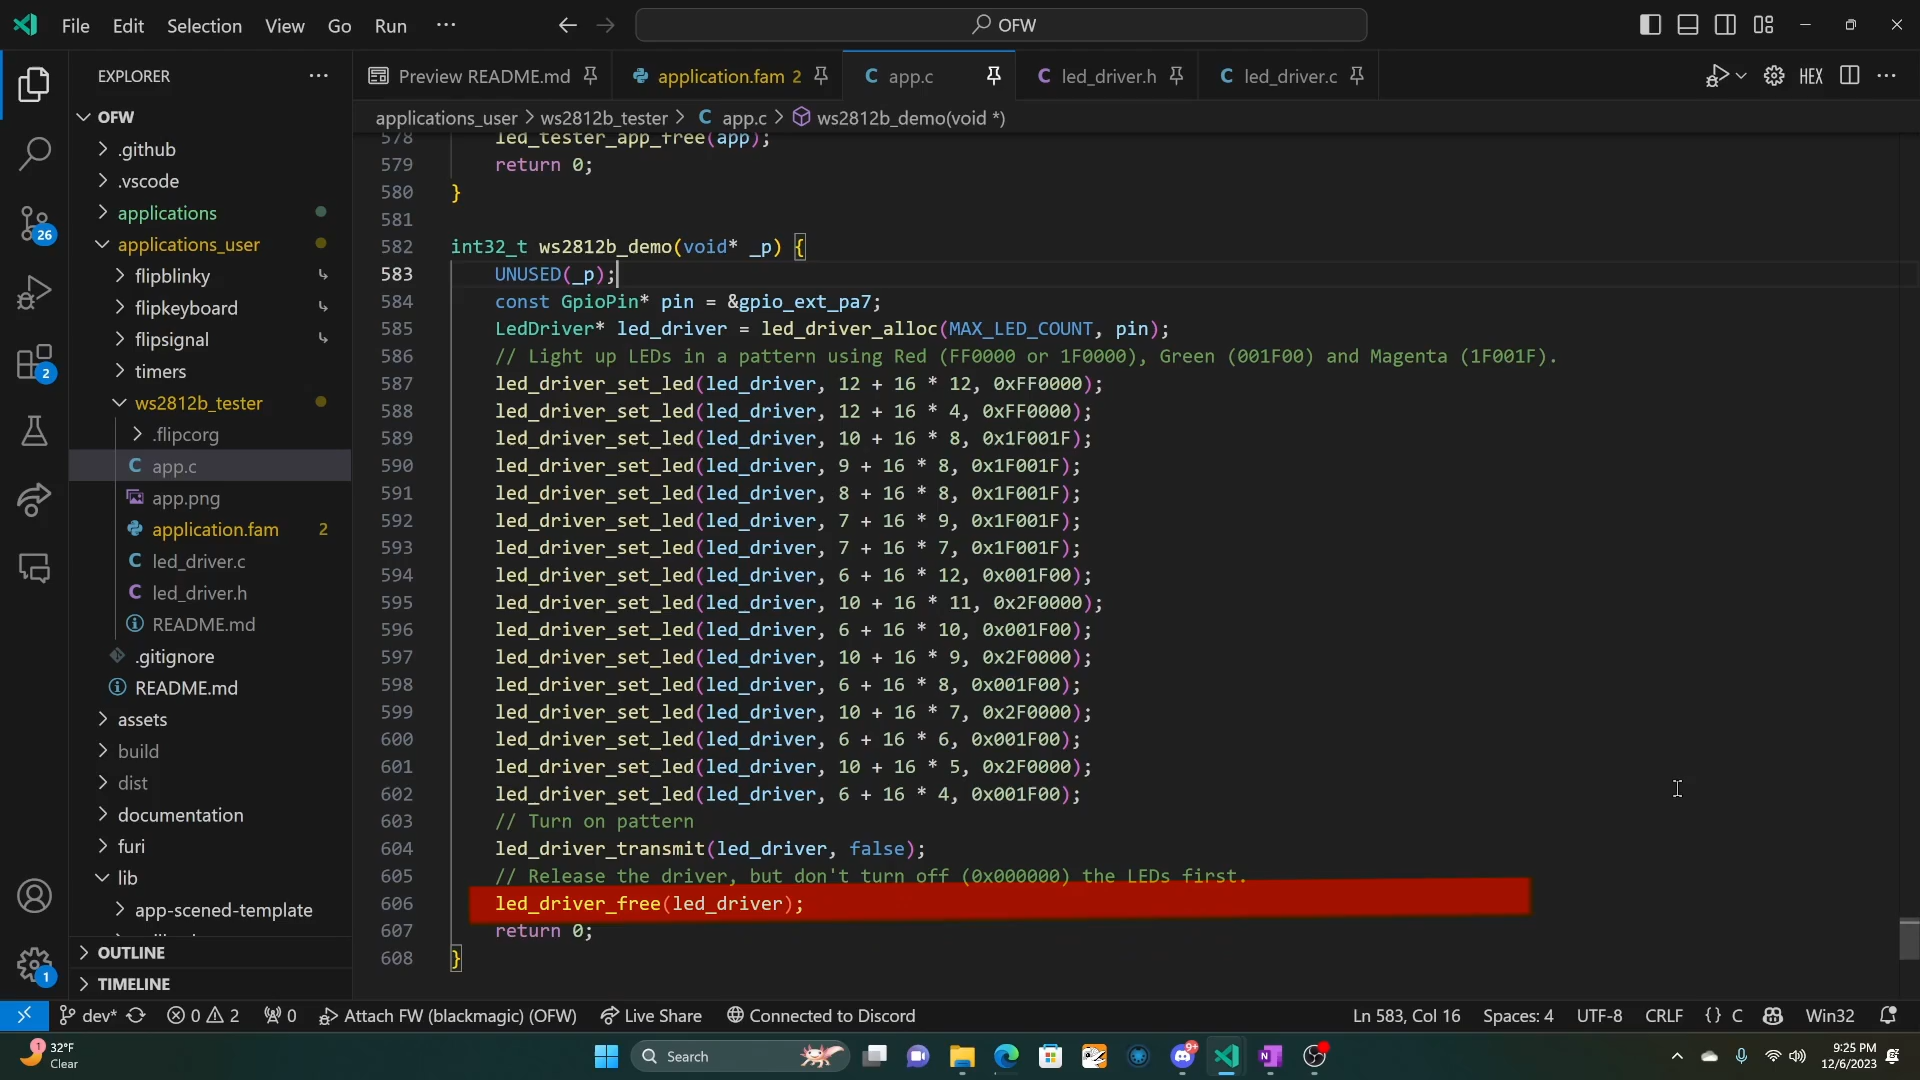 File Edit Selection View Go Run ··· OFW
EXPLORER ···
OFW
.github
.vscode
applications
applications_user
flipblinky
flipkeyboard
flipsignal
timers
ws2812b_tester
.flipcorg
app.c
app.png
application.fam 2
led_driver.c
led_driver.h
README.md
.gitignore
README.md
assets
build
dist
documentation
furi
lib
app-scened-template
OUTLINE
TIMELINE
26
2
1
Preview README.md application.fam 2 app.c led_driver.h led_driver.c HEX ···
applications_user > ws2812b_tester > C app.c > ws2812b_demo(void *)
578 led_tester_app_free(app);
579 return 0;
580 }
581
582 int32_t ws2812b_demo(void* _p) {
583 UNUSED(_p);
584 const GpioPin* pin = &gpio_ext_pa7;
585 LedDriver* led_driver = led_driver_alloc(MAX_LED_COUNT, pin);
586 // Light up LEDs in a pattern using Red (FF0000 or 1F0000), Green (001F00) and Magenta (1F001F).
587 led_driver_set_led(led_driver, 12 + 16 * 12, 0xFF0000);
588 led_driver_set_led(led_driver, 12 + 16 * 4, 0xFF0000);
589 led_driver_set_led(led_driver, 10 + 16 * 8, 0x1F001F);
590 led_driver_set_led(led_driver, 9 + 16 * 8, 0x1F001F);
591 led_driver_set_led(led_driver, 8 + 16 * 8, 0x1F001F);
592 led_driver_set_led(led_driver, 7 + 16 * 9, 0x1F001F);
593 led_driver_set_led(led_driver, 7 + 16 * 7, 0x1F001F);
594 led_driver_set_led(led_driver, 6 + 16 * 12, 0x001F00);
595 led_driver_set_led(led_driver, 10 + 16 * 11, 0x2F0000);
596 led_driver_set_led(led_driver, 6 + 16 * 10, 0x001F00);
597 led_driver_set_led(led_driver, 10 + 16 * 9, 0x2F0000);
598 led_driver_set_led(led_driver, 6 + 16 * 8, 0x001F00);
599 led_driver_set_led(led_driver, 10 + 16 * 7, 0x2F0000);
600 led_driver_set_led(led_driver, 6 + 16 * 6, 0x001F00);
601 led_driver_set_led(led_driver, 10 + 16 * 5, 0x2F0000);
602 led_driver_set_led(led_driver, 6 + 16 * 4, 0x001F00);
603 // Turn on pattern
604 led_driver_transmit(led_driver, false);
605 // Release the driver, but don't turn off (0x000000) the LEDs first.
606 led_driver_free(led_driver);
607 return 0;
608 }
dev* 0 2 0 Attach FW (blackmagic) (OFW) Live Share Connected to Discord Ln 583, Col 16 Spaces: 4 UTF-8 CRLF {} C Win32
32°F
Clear
Search
9+
9:25 PM
12/6/2023